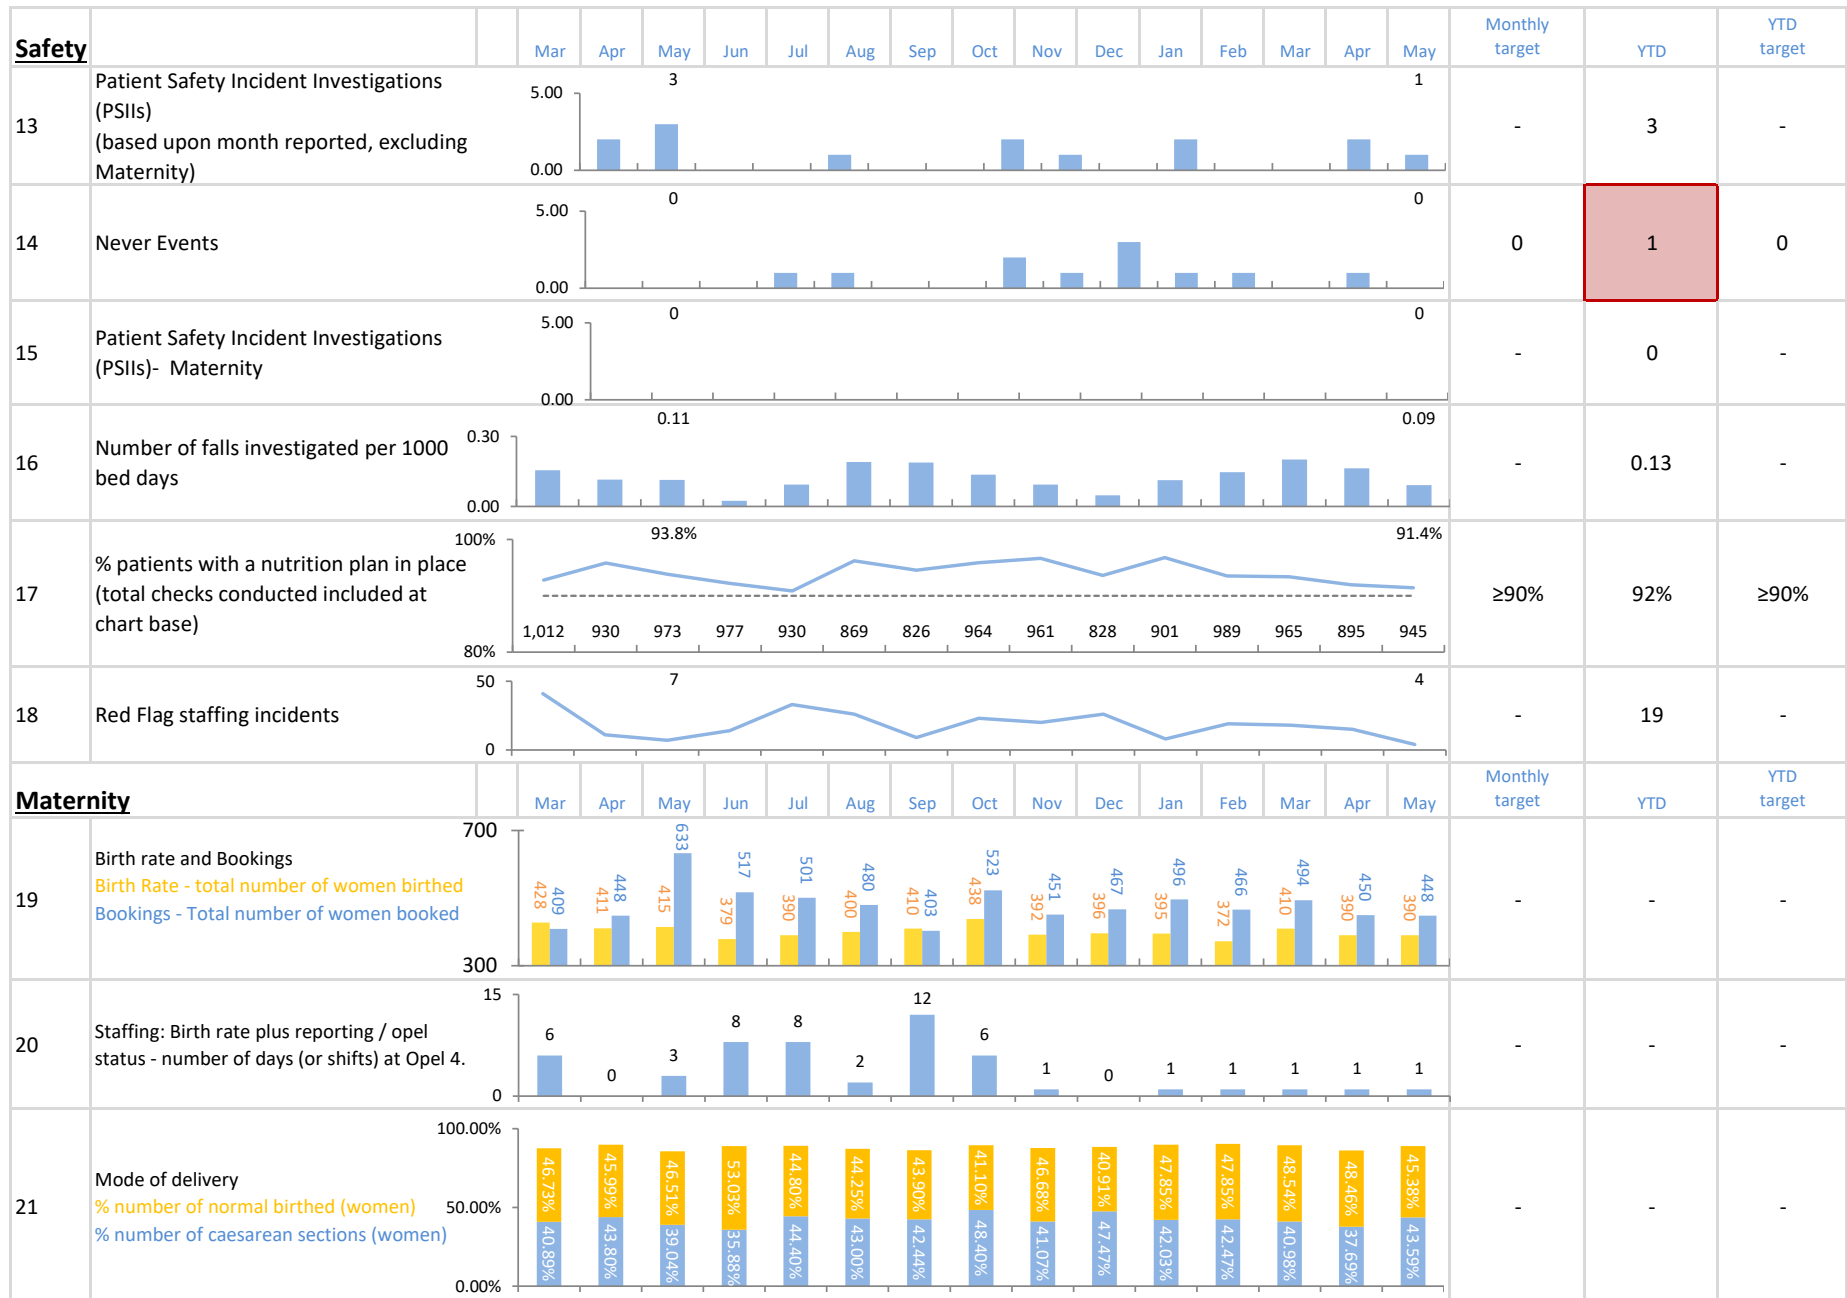 Safety Mar Apr May Jun Jul Aug Sep Oct Nov Dec Jan Feb Mar Apr May Monthly target YTD YTD target
13 Patient Safety Incident Investigations
(PSIIs)
(based upon month reported, excluding
Maternity)
5.00
0.00
3 1
- 3 -
14 Never Events
5.00
0.00
0 0
0 1 0
15 Patient Safety Incident Investigations
(PSIIs)- Maternity
5.00
0.00
0 0
- 0 -
16 Number of falls investigated per 1000
bed days
0.30
0.00
0.11 0.09
- 0.13 -
17 % patients with a nutrition plan in place
(total checks conducted included at
chart base)
100%
80%
93.8% 91.4%
1,012 930 973 977 930 869 826 964 961 828 901 989 965 895 945
≥90% 92% ≥90%
18 Red Flag staffing incidents
50
0
7 4
- 19 -
Maternity Mar Apr May Jun Jul Aug Sep Oct Nov Dec Jan Feb Mar Apr May Monthly target YTD YTD target
19 Birth rate and Bookings
Birth Rate - total number of women birthed
Bookings - Total number of women booked
700
300
428 409 411 448 415 633 379 517 390 501 400 480 410 403 438 523 392 451 396 467 395 496 372 466 410 494 390 450 390 448
- - -
20 Staffing: Birth rate plus reporting / opel
status - number of days (or shifts) at Opel 4.
15
0
6 0 3 8 8 2 12 6 1 0 1 1 1 1 1
- - -
21 Mode of delivery
% number of normal birthed (women)
% number of caesarean sections (women)
100.00%
50.00%
0.00%
46.73% 45.99% 46.51% 53.03% 44.80% 44.25% 43.90% 41.10% 46.68% 40.91% 47.85% 47.85% 48.54% 48.46% 45.38%
40.89% 43.80% 39.04% 35.88% 44.40% 43.00% 42.44% 48.40% 41.07% 47.47% 42.03% 42.47% 40.98% 37.69% 43.59%
- - -